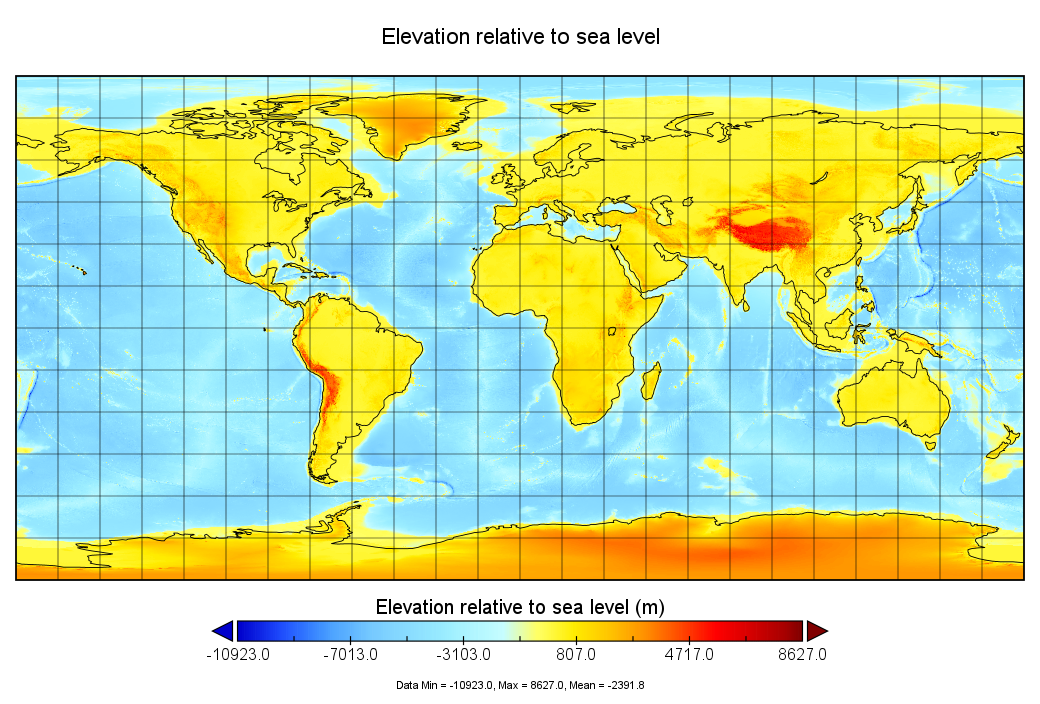 Elevation relative to sea level
Elevation relative to sea level (m)
-10923.0 -7013.0 -3103.0 807.0 4717.0 8627.0
Data Min = -10923.0, Max = 8627.0, Mean = -2391.8